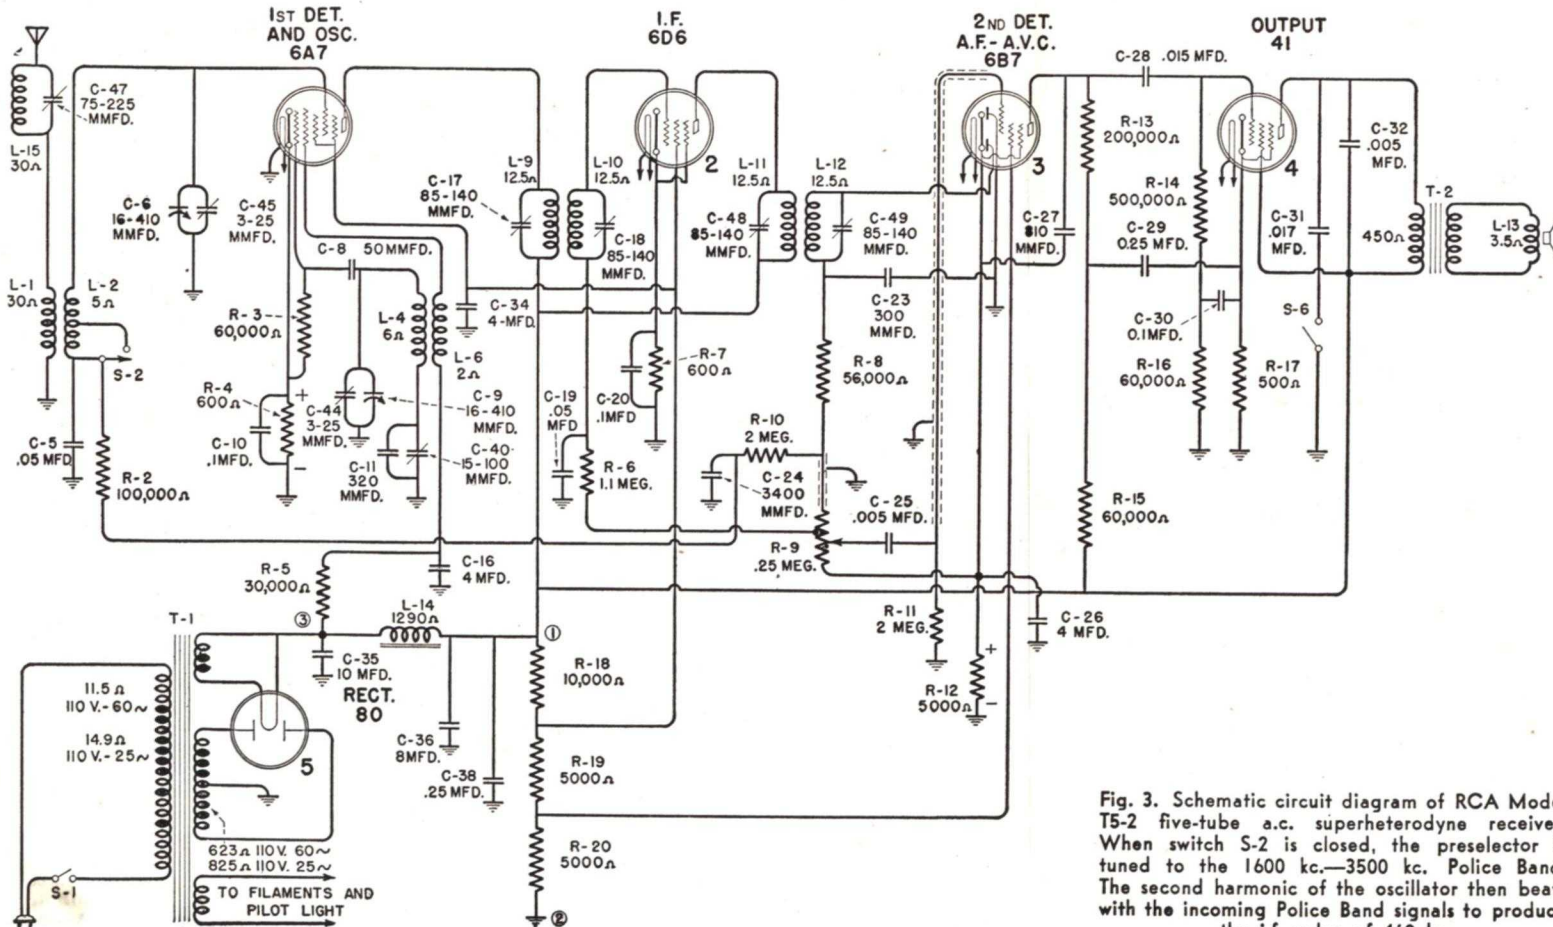 1ST DET.
AND OSC.
6A7
I.F.
6D6
2ND DET.
A.F.-A.V.C.
6B7
OUTPUT
41
C-47
75-225
MMFD.
L-15
30Ω
C-6
16-410
MMFD.
C-45
3-25
MMFD.
C-8
50 MMFD.
L-9
12.5Ω
C-17
85-140
MMFD.
L-10
12.5Ω
C-18
85-140
MMFD.
2
L-11
12.5Ω
C-48
85-140
MMFD.
L-12
12.5Ω
C-49
85-140
MMFD.
3
C-27
810
MMFD.
C-28 .015 MFD.
R-13
200,000Ω
R-14
500,000Ω
C-29
0.25 MFD.
4
C-32
.005
MFD.
C-31
.017
MFD.
T-2
450Ω
L-13
3.5Ω
L-1
30Ω
L-2
5Ω
S-2
R-3
60,000Ω
L-4
6Ω
L-6
2Ω
C-34
4-MFD.
C-23
300
MMFD.
C-30
0.1MFD.
S-6
R-4
600Ω
+
−
C-10
.1MFD.
C-44
3-25
MMFD.
C-9
16-410
MMFD.
C-11
320
MMFD.
C-40
15-100
MMFD.
C-19
.05
MFD
C-20
.1MFD
R-7
600Ω
R-8
56,000Ω
R-16
60,000Ω
R-17
500Ω
C-5
.05 MFD.
R-2
100,000Ω
R-6
1.1 MEG.
R-10
2 MEG.
C-24
3400
MMFD.
C-25
.005 MFD.
R-9
.25 MEG.
R-15
60,000Ω
R-5
30,000Ω
C-16
4 MFD.
R-11
2 MEG.
C-26
4 MFD.
T-1
③
L-14
1290Ω
①
C-35
10 MFD.
RECT.
80
R-18
10,000Ω
R-12
5000Ω
+
−
11.5Ω
110 V.-60~
14.9Ω
110 V.-25~
5
C-36
8MFD.
C-38
.25 MFD.
R-19
5000Ω
R-20
5000Ω
②
623Ω 110 V. 60~
825Ω 110 V. 25~
S-1
TO FILAMENTS AND
PILOT LIGHT
Fig. 3. Schematic circuit diagram of RCA Mode
T5-2 five-tube a.c. superheterodyne receive
When switch S-2 is closed, the preselector
tuned to the 1600 kc.—3500 kc. Police Band
The second harmonic of the oscillator then bea
with the incoming Police Band signals to produc